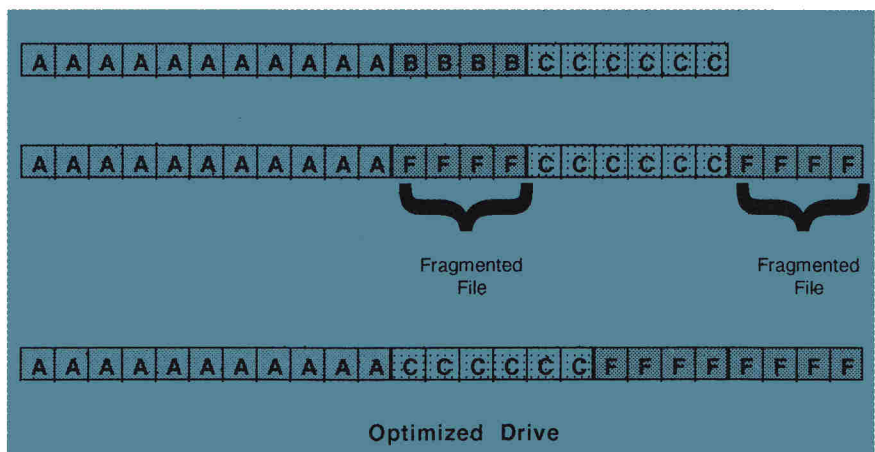 A A A A A A A A A A A B B B B C C C C C C
A A A A A A A A A A A F F F F C C C C C C F F F F
Fragmented
File
Fragmented
File
A A A A A A A A A A A C C C C C C F F F F F F F F
Optimized Drive